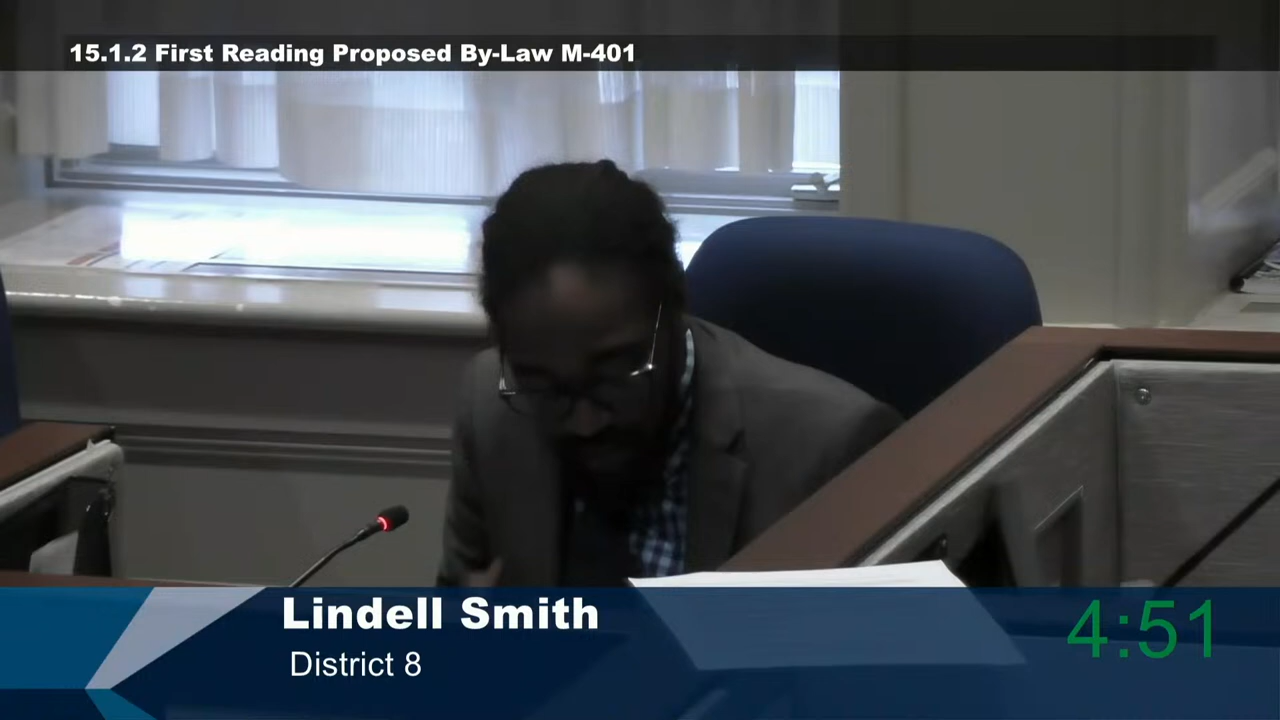 15.1.2 First Reading Proposed By-Law M-401
Lindell Smith
District 8
4:51